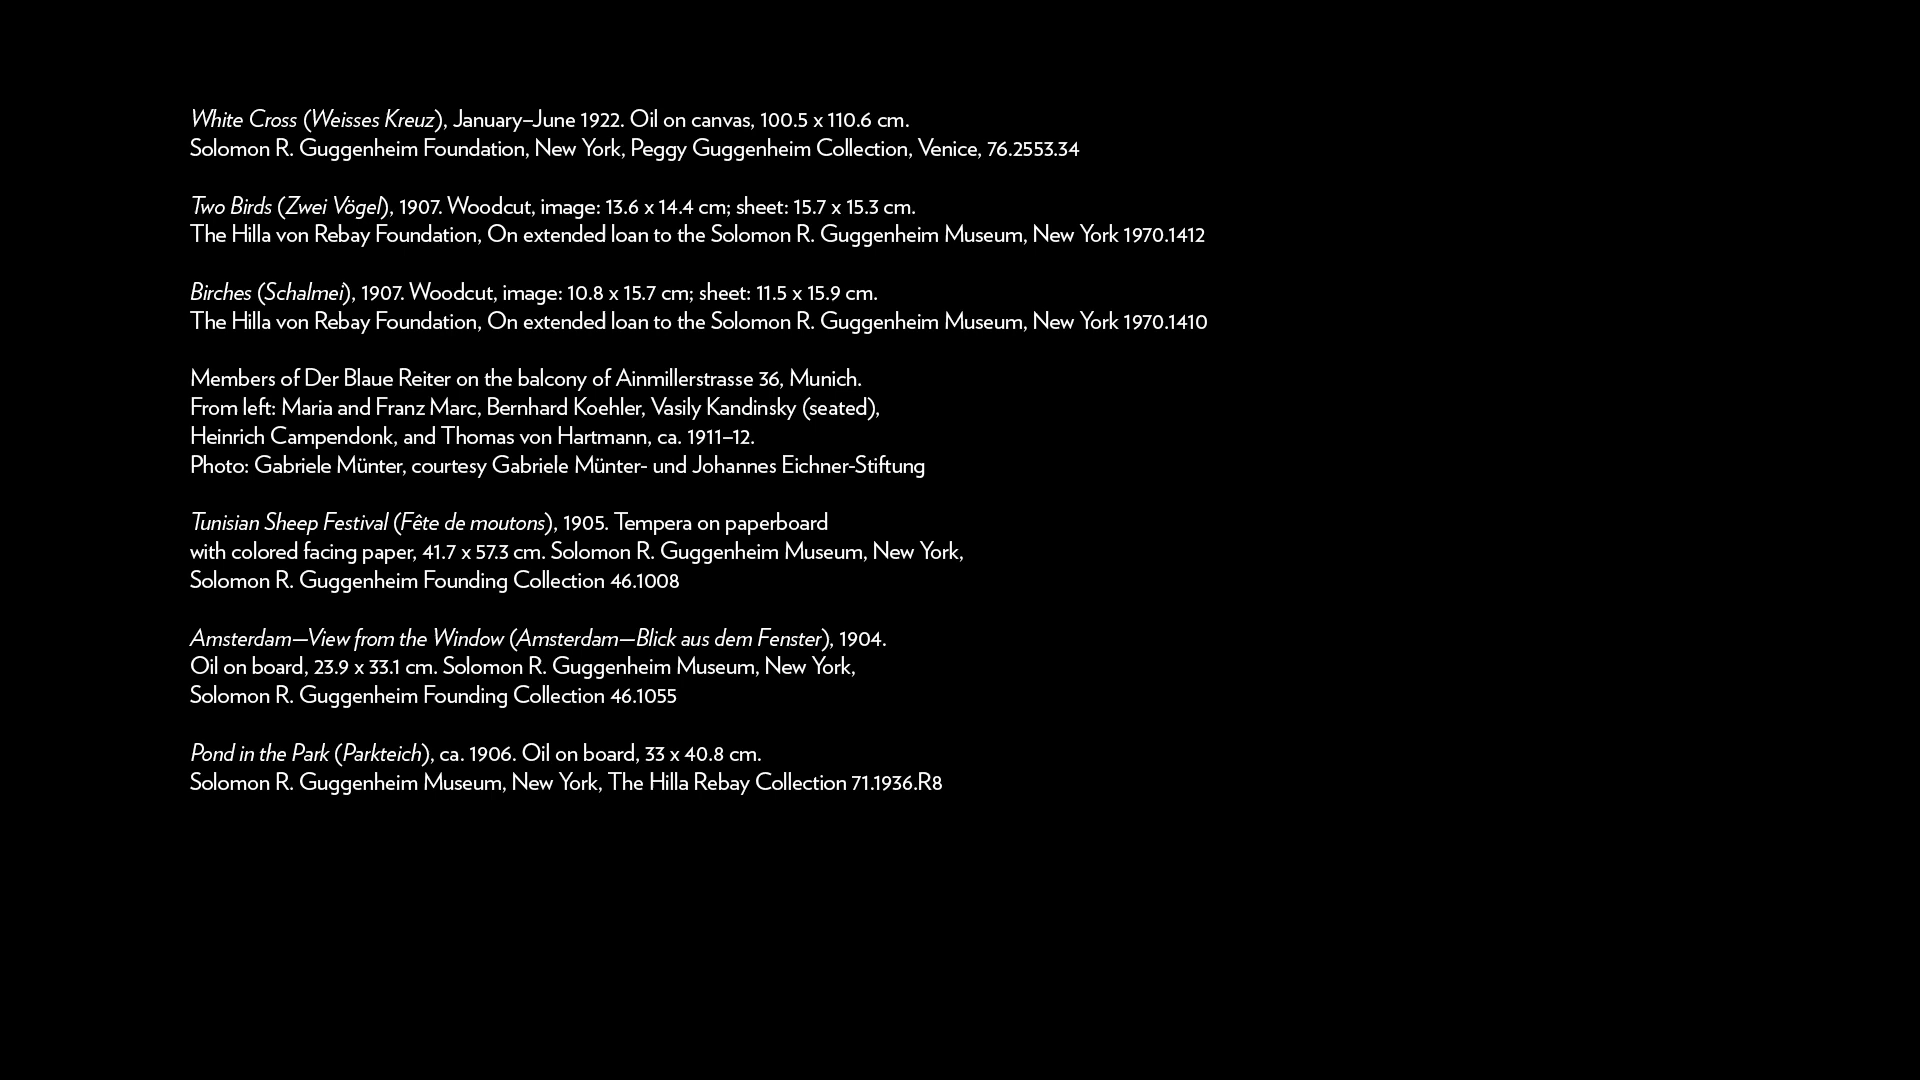 White Cross (Weisses Kreuz), January–June 1922. Oil on canvas, 100.5 x 110.6 cm.
Solomon R. Guggenheim Foundation, New York, Peggy Guggenheim Collection, Venice, 76.2553.34
Two Birds (Zwei Vögel), 1907. Woodcut, image: 13.6 x 14.4 cm; sheet: 15.7 x 15.3 cm.
The Hilla von Rebay Foundation, On extended loan to the Solomon R. Guggenheim Museum, New York 1970.1412
Birches (Schalmei), 1907. Woodcut, image: 10.8 x 15.7 cm; sheet: 11.5 x 15.9 cm.
The Hilla von Rebay Foundation, On extended loan to the Solomon R. Guggenheim Museum, New York 1970.1410
Members of Der Blaue Reiter on the balcony of Ainmillerstrasse 36, Munich.
From left: Maria and Franz Marc, Bernhard Koehler, Vasily Kandinsky (seated),
Heinrich Campendonk, and Thomas von Hartmann, ca. 1911–12.
Photo: Gabriele Münter, courtesy Gabriele Münter- und Johannes Eichner-Stiftung
Tunisian Sheep Festival (Fête de moutons), 1905. Tempera on paperboard
with colored facing paper, 41.7 x 57.3 cm. Solomon R. Guggenheim Museum, New York,
Solomon R. Guggenheim Founding Collection 46.1008
Amsterdam—View from the Window (Amsterdam—Blick aus dem Fenster), 1904.
Oil on board, 23.9 x 33.1 cm. Solomon R. Guggenheim Museum, New York,
Solomon R. Guggenheim Founding Collection 46.1055
Pond in the Park (Parkteich), ca. 1906. Oil on board, 33 x 40.8 cm.
Solomon R. Guggenheim Museum, New York, The Hilla Rebay Collection 71.1936.R8